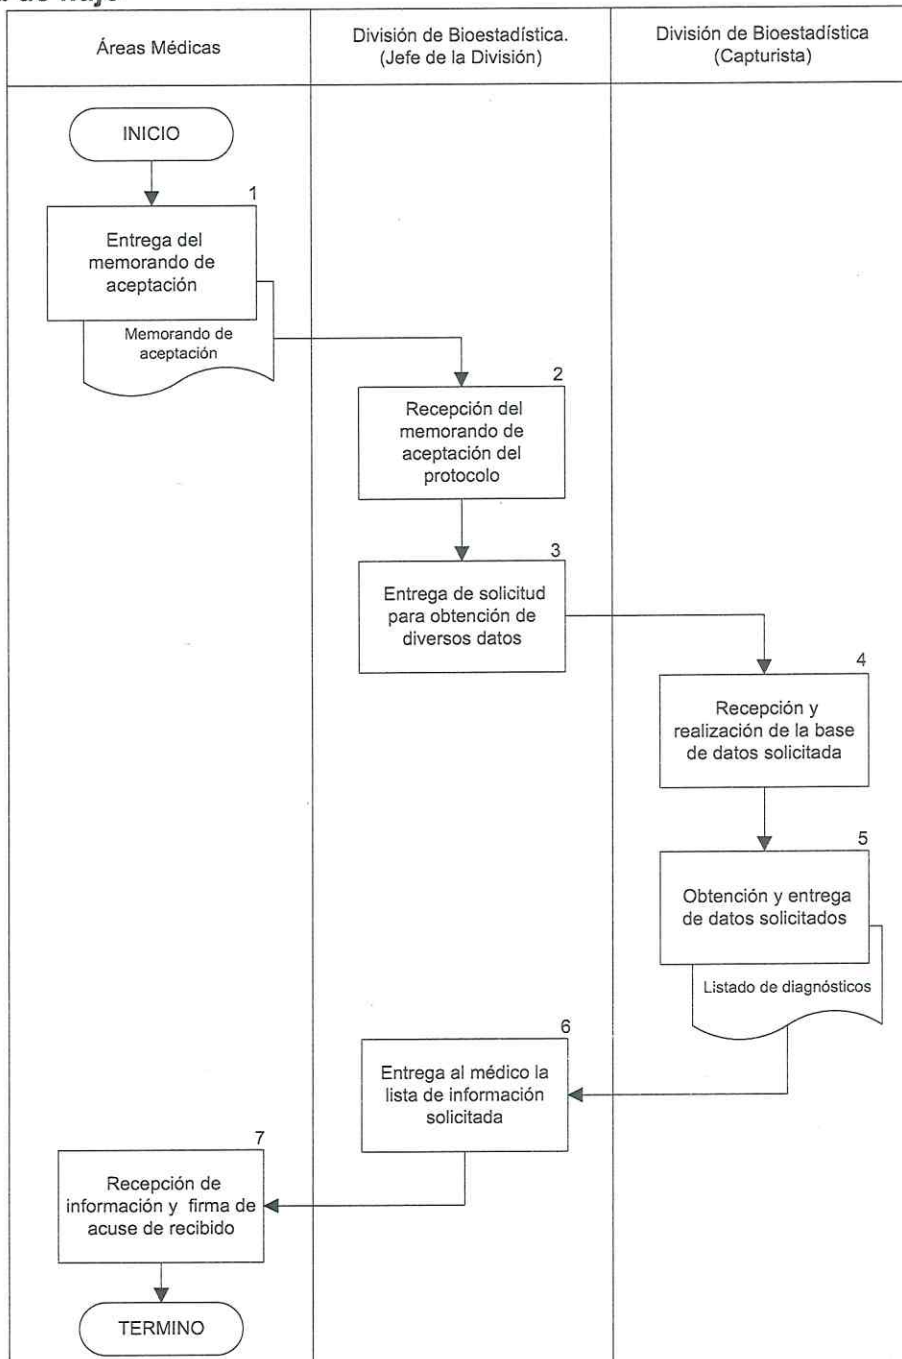 de flujo
Áreas Médicas
División de Bioestadística.
(Jefe de la División)
División de Bioestadística
(Capturista)
INICIO
1
Entrega del
memorando de
aceptación
Memorando de
aceptación
2
Recepción del
memorando de
aceptación del
protocolo
3
Entrega de solicitud
para obtención de
diversos datos
4
Recepción y
realización de la base
de datos solicitada
5
Obtención y entrega
de datos solicitados
Listado de diagnósticos
6
Entrega al médico la
lista de información
solicitada
7
Recepción de
información y firma de
acuse de recibido
TERMINO